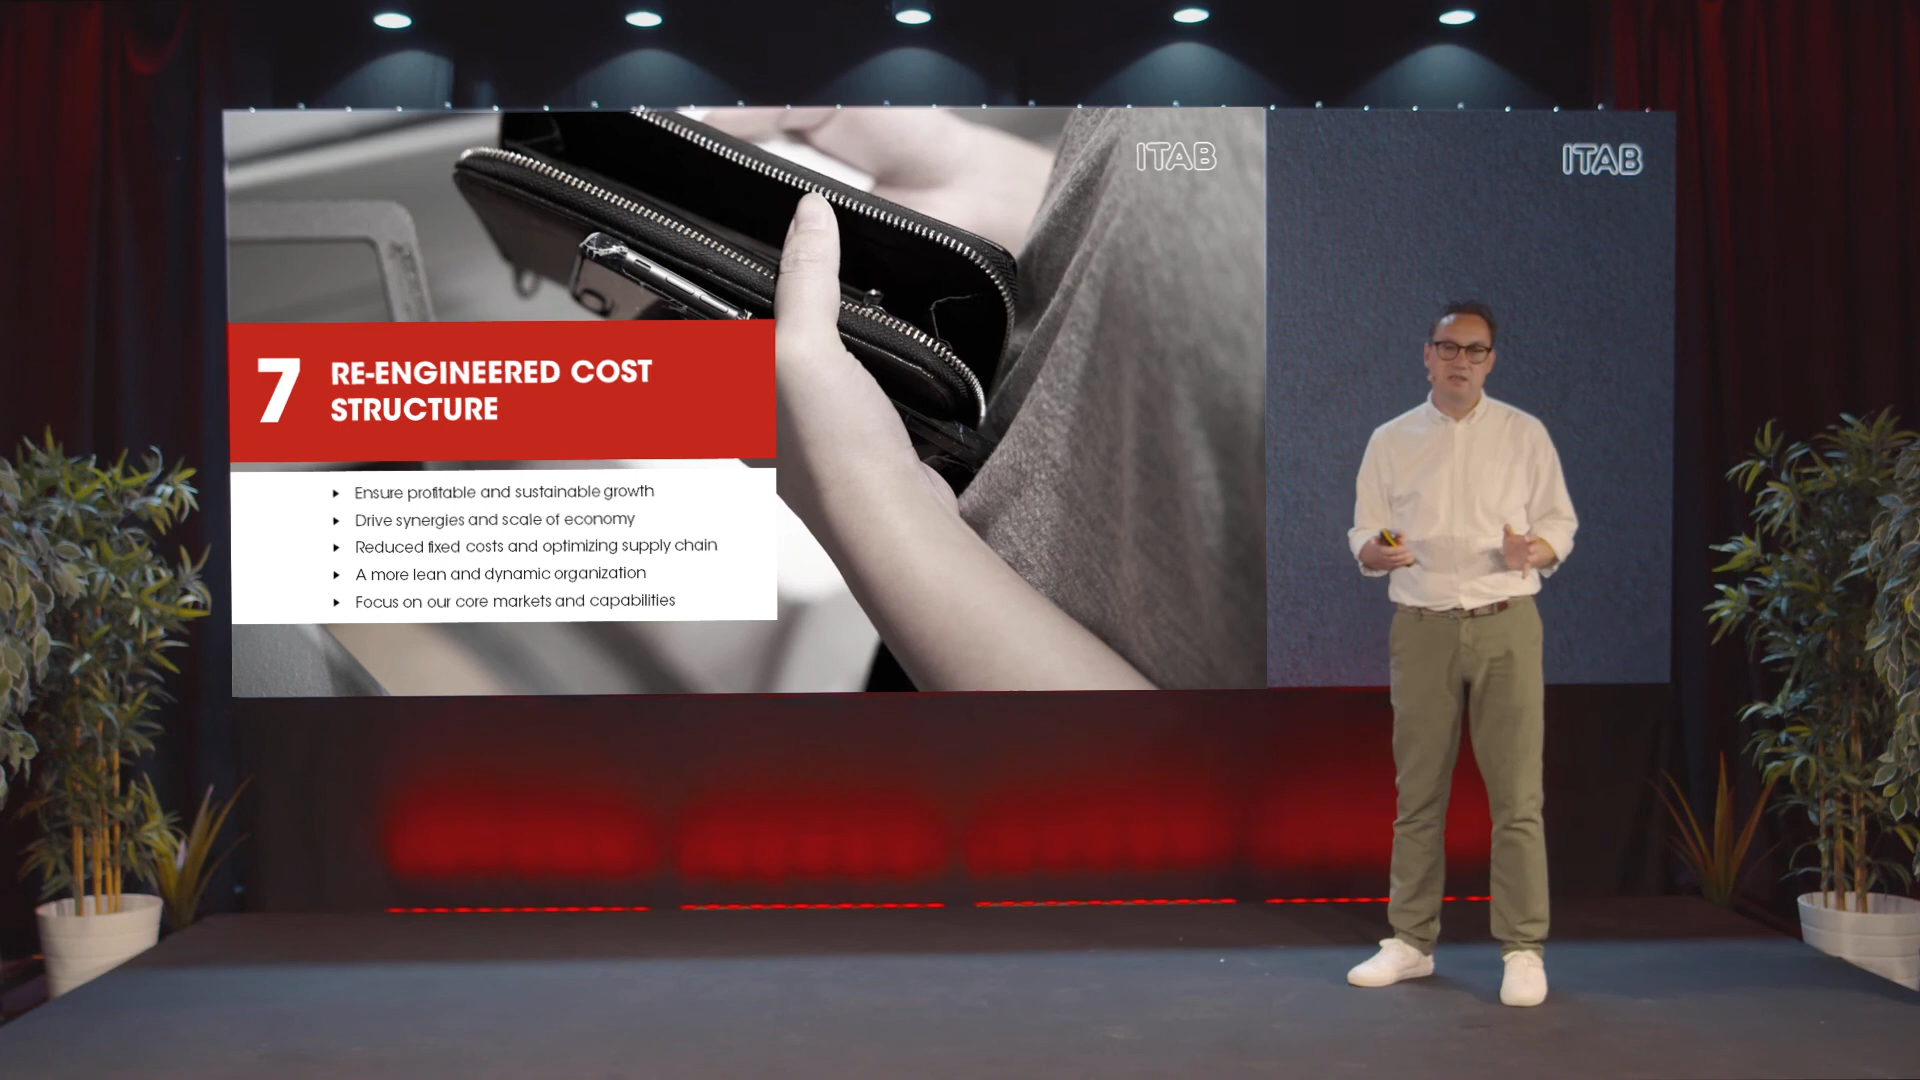 ITAB
ITAB
7 RE-ENGINEERED COST
STRUCTURE
Ensure profitable and sustainable growth
Drive synergies and scale of economy
Reduced fixed costs and optimizing supply chain
A more lean and dynamic organization
Focus on our core markets and capabilities